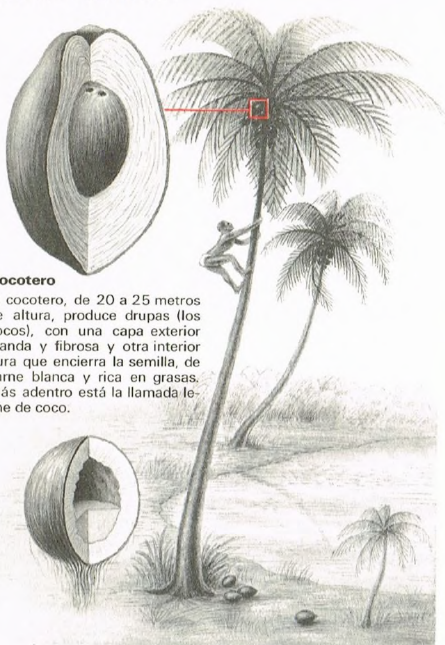 ocotero
cocotero, de 20 a 25 metros
e altura, produce drupas (los
ocos), con una capa exterior
anda y fibrosa y otra interior
ura que encierra la semilla, de
arne blanca y rica en grasas.
ás adentro está la llamada le-
he de coco.